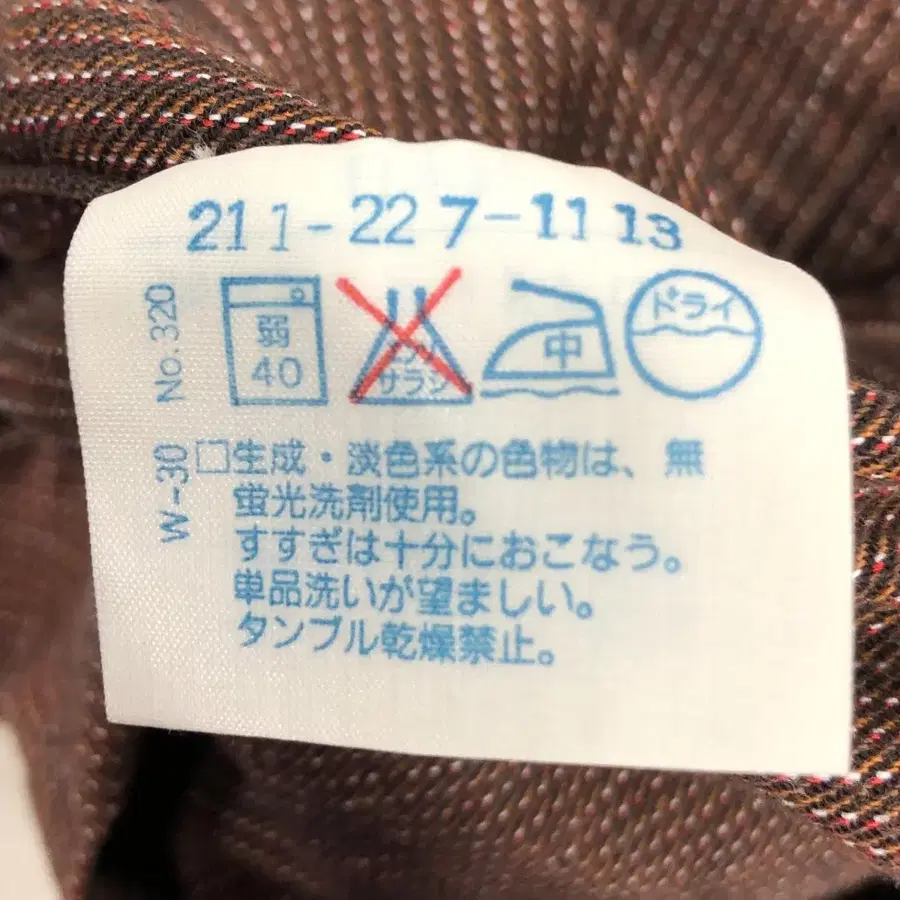 211-227-1113
弱
40
エンソ
サラシ
中
ドライ
No.320
W-30
□生成・淡色系の色物は、無
蛍光洗剤使用。
すすぎは十分におこなう。
単品洗いが望ましい。
タンブル乾燥禁止。